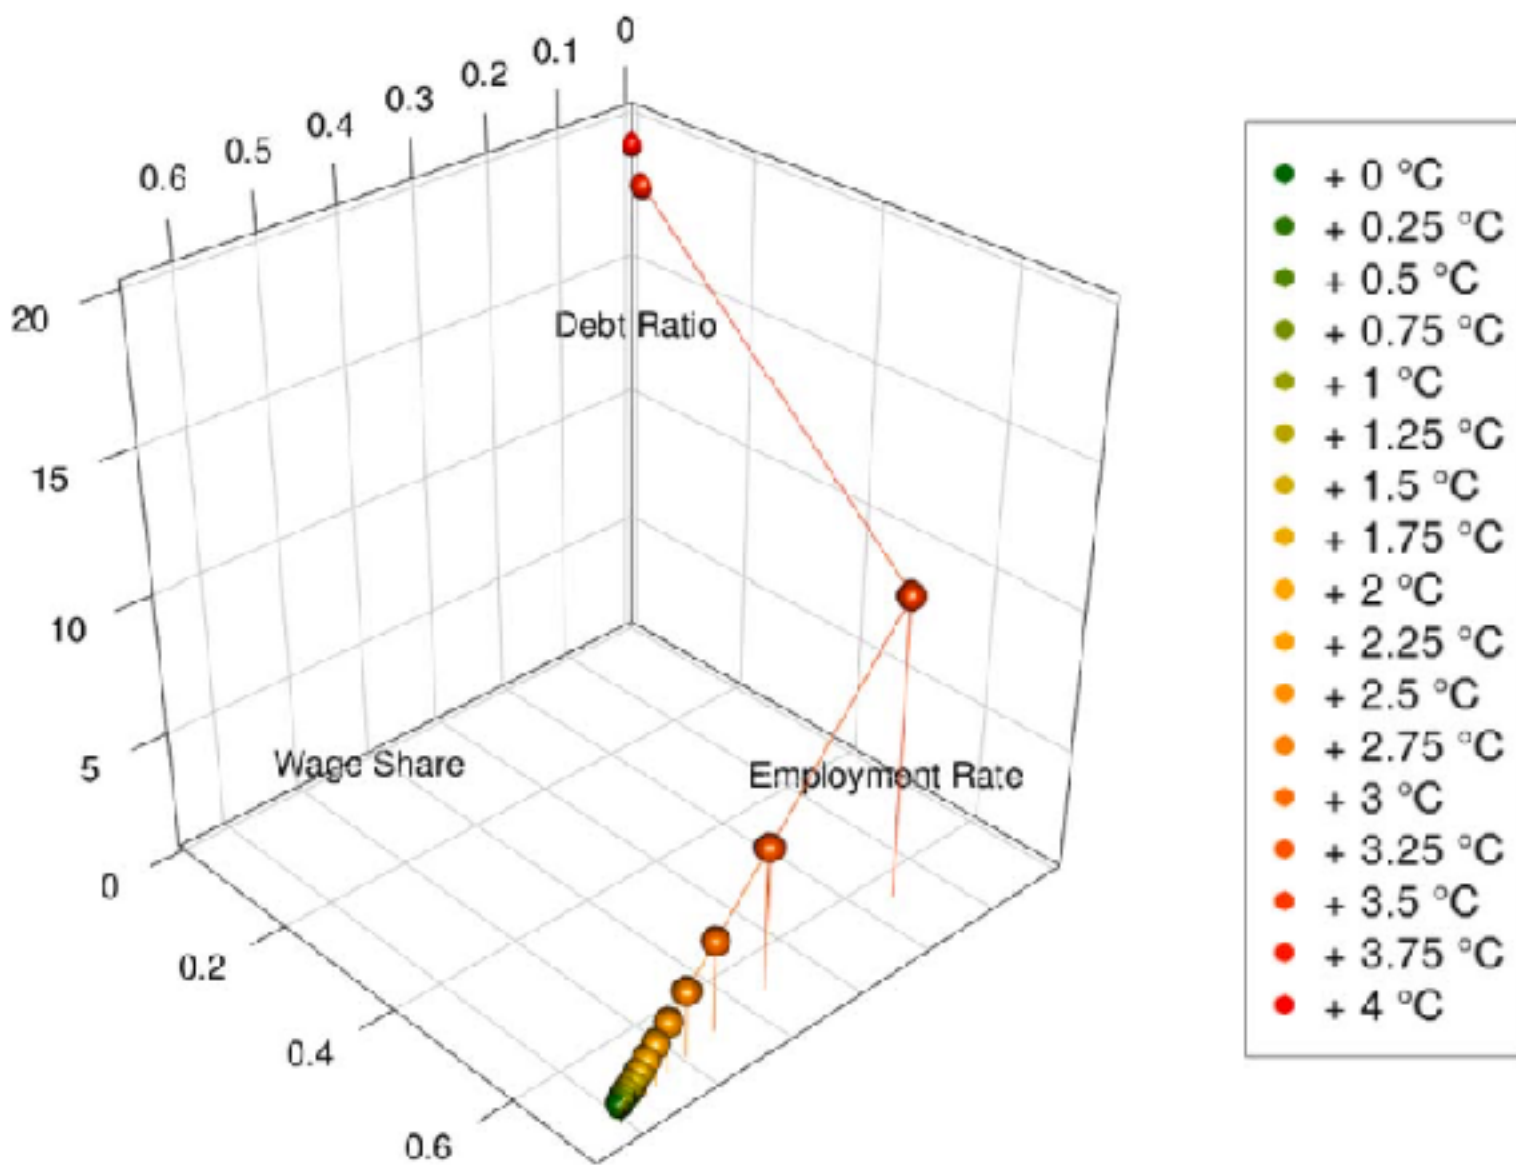 0
0.1
0.2
0.3
0.4
0.5
0.6
20
15
10
5
0
0.2
0.4
0.6
Debt Ratio
Wage Share
Employment Rate
+ 0 °C
+ 0.25 °C
+ 0.5 °C
+ 0.75 °C
+ 1 °C
+ 1.25 °C
+ 1.5 °C
+ 1.75 °C
+ 2 °C
+ 2.25 °C
+ 2.5 °C
+ 2.75 °C
+ 3 °C
+ 3.25 °C
+ 3.5 °C
+ 3.75 °C
+ 4 °C